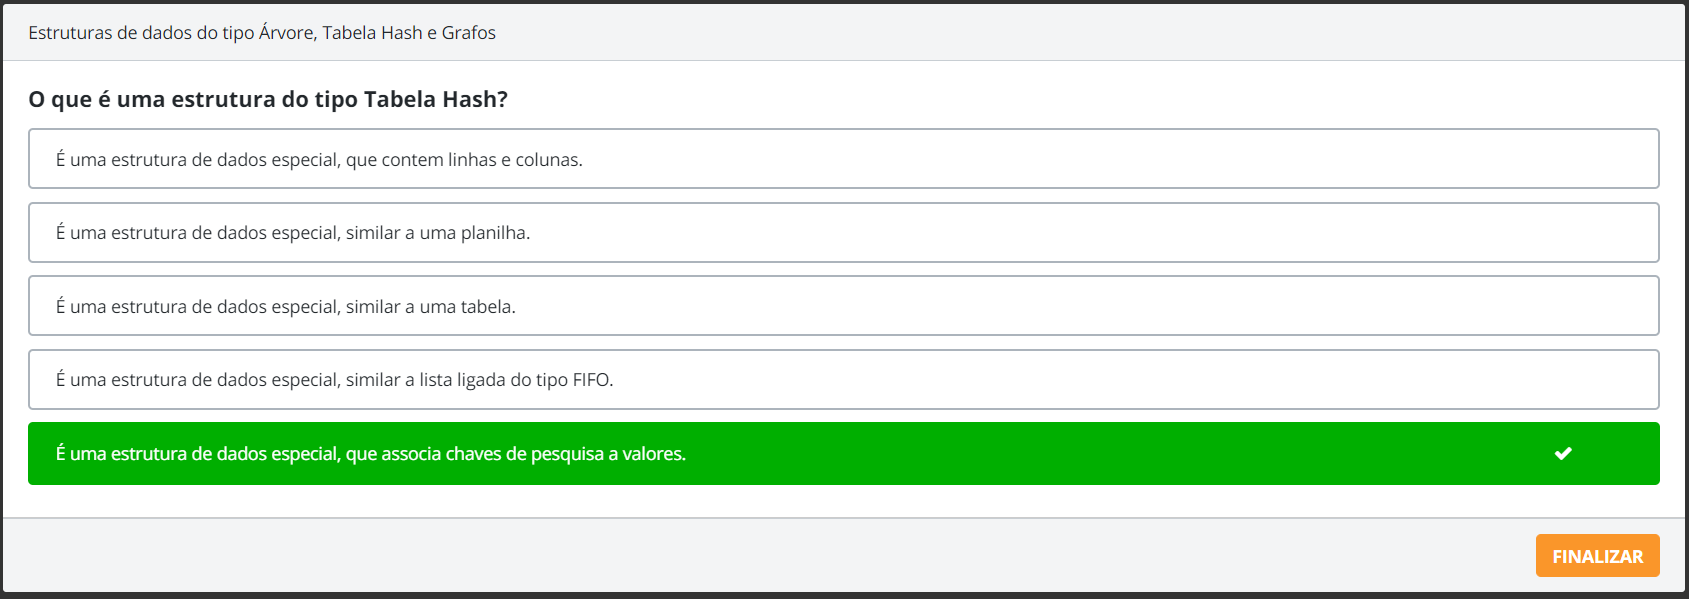 Estruturas de dados do tipo Árvore, Tabela Hash e Grafos
O que é uma estrutura do tipo Tabela Hash?
É uma estrutura de dados especial, que contem linhas e colunas.
É uma estrutura de dados especial, similar a uma planilha.
É uma estrutura de dados especial, similar a uma tabela.
É uma estrutura de dados especial, similar a lista ligada do tipo FIFO.
É uma estrutura de dados especial, que associa chaves de pesquisa a valores.
FINALIZAR